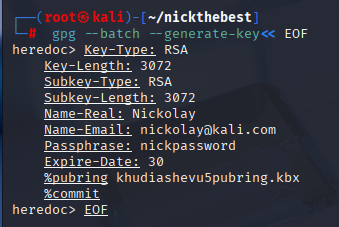 ┌──(root㉿kali)-[~/nickthebest]
└─# gpg --batch --generate-key<< EOF
heredoc> Key-Type: RSA
Key-Length: 3072
Subkey-Type: RSA
Subkey-Length: 3072
Name-Real: Nickolay
Name-Email: nickolay@kali.com
Passphrase: nickpassword
Expire-Date: 30
%pubring khudiashevu5pubring.kbx
%commit
heredoc> EOF